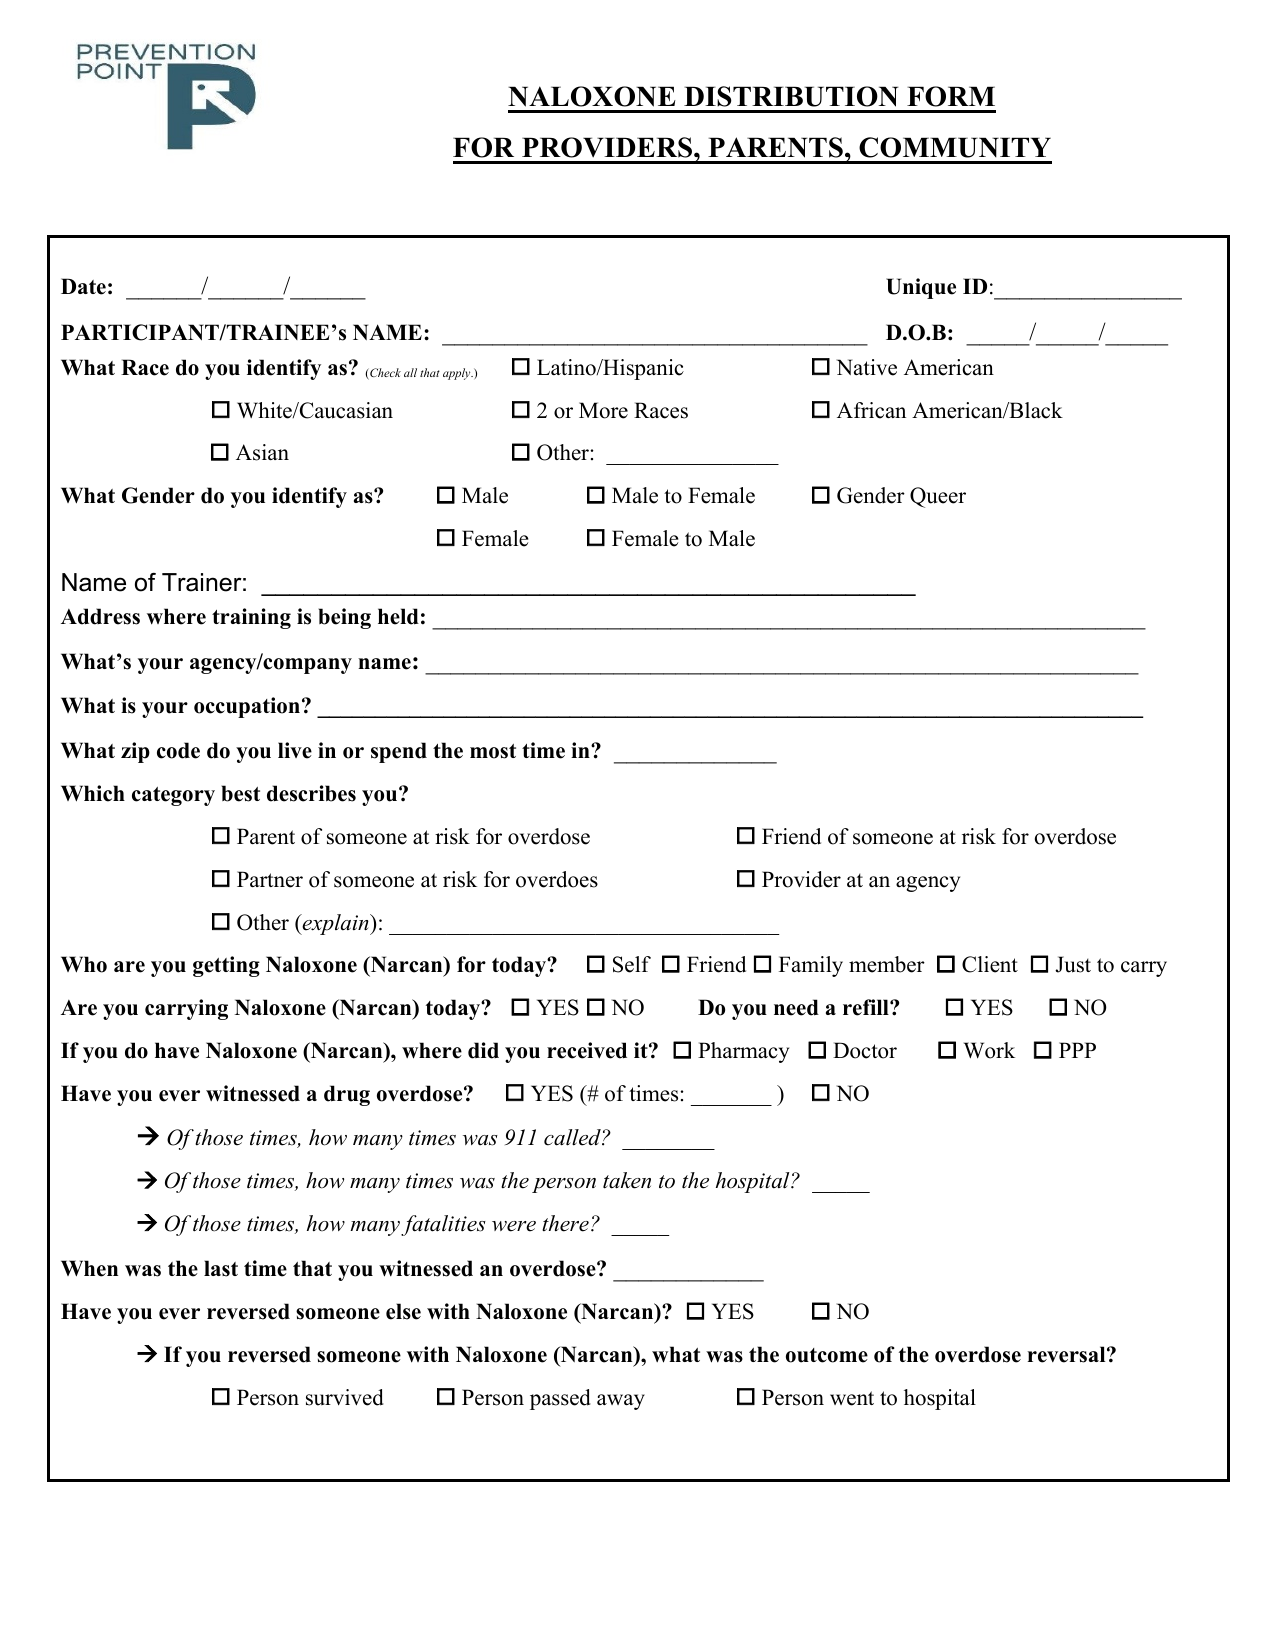 PREVENTION
POINT
NALOXONE DISTRIBUTION FORM
FOR PROVIDERS, PARENTS, COMMUNITY
Date: ______/______/______ Unique ID:_______________
PARTICIPANT/TRAINEE’s NAME: __________________________________ D.O.B: _____/_____/_____
What Race do you identify as? (Check all that apply.) ☐ Latino/Hispanic ☐ Native American
☐ White/Caucasian ☐ 2 or More Races ☐ African American/Black
☐ Asian ☐ Other: ______________
What Gender do you identify as? ☐ Male ☐ Male to Female ☐ Gender Queer
☐ Female ☐ Female to Male
Name of Trainer: _______________________________________________
Address where training is being held: _________________________________________________________
What’s your agency/company name: _________________________________________________________
What is your occupation? __________________________________________________________________
What zip code do you live in or spend the most time in? _____________
Which category best describes you?
☐ Parent of someone at risk for overdose ☐ Friend of someone at risk for overdose
☐ Partner of someone at risk for overdoes ☐ Provider at an agency
☐ Other (explain): __________________________________
Who are you getting Naloxone (Narcan) for today? ☐ Self ☐ Friend ☐ Family member ☐ Client ☐ Just to carry
Are you carrying Naloxone (Narcan) today? ☐ YES ☐ NO Do you need a refill? ☐ YES ☐ NO
If you do have Naloxone (Narcan), where did you received it? ☐ Pharmacy ☐ Doctor ☐ Work ☐ PPP
Have you ever witnessed a drug overdose? ☐ YES (# of times: _______ ) ☐ NO
→ Of those times, how many times was 911 called? ________
→ Of those times, how many times was the person taken to the hospital? _____
→ Of those times, how many fatalities were there? _____
When was the last time that you witnessed an overdose? ____________
Have you ever reversed someone else with Naloxone (Narcan)? ☐ YES ☐ NO
→ If you reversed someone with Naloxone (Narcan), what was the outcome of the overdose reversal?
☐ Person survived ☐ Person passed away ☐ Person went to hospital